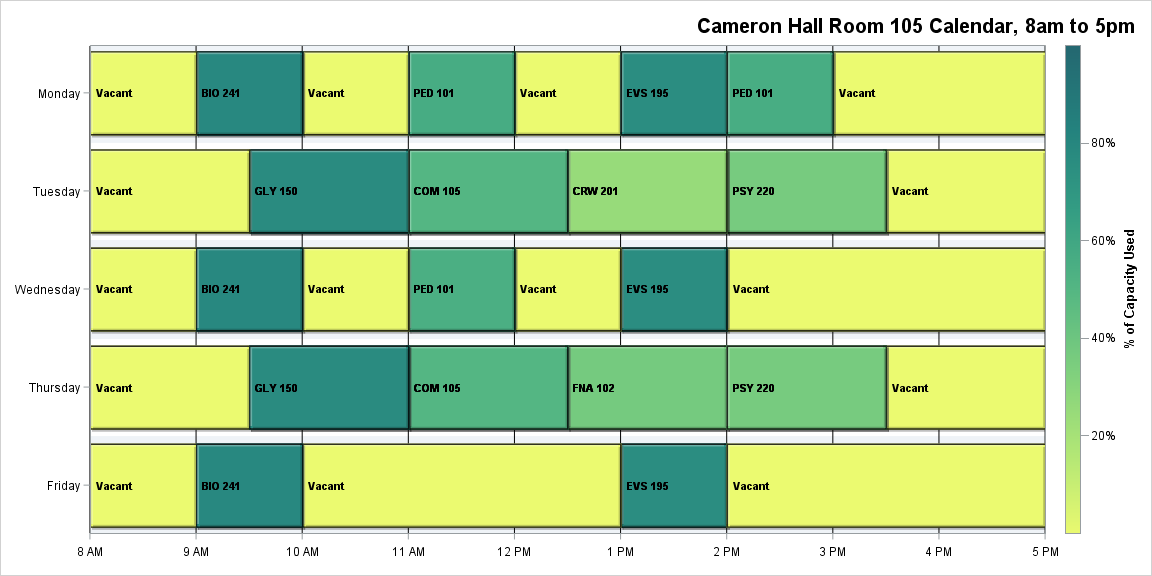 Cameron Hall Room 105 Calendar, 8am to 5pm
Monday Vacant BIO 241 Vacant PED 101 Vacant EVS 195 PED 101 Vacant
80%
Tuesday Vacant GLY 150 COM 105 CRW 201 PSY 220 Vacant
60%
% of Capacity Used
Wednesday Vacant BIO 241 Vacant PED 101 Vacant EVS 195 Vacant
40%
Thursday Vacant GLY 150 COM 105 FNA 102 PSY 220 Vacant
20%
Friday Vacant BIO 241 Vacant EVS 195 Vacant
8 AM 9 AM 10 AM 11 AM 12 PM 1 PM 2 PM 3 PM 4 PM 5 PM